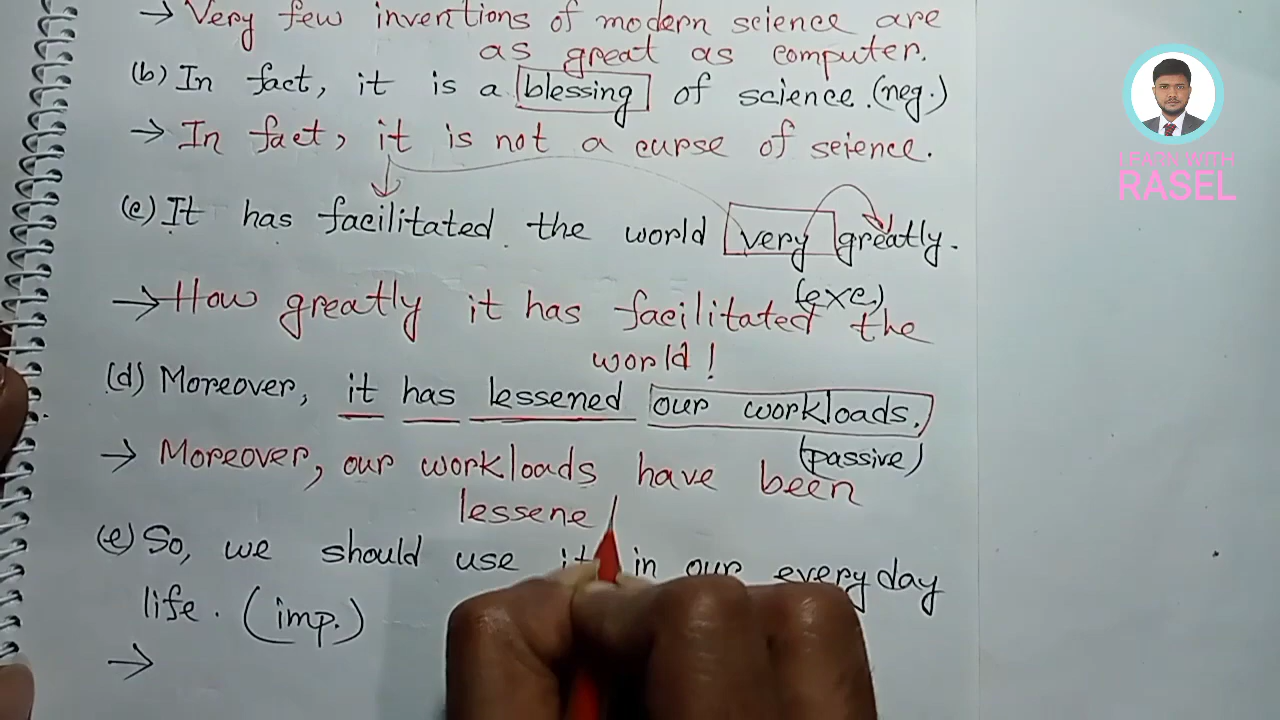 → Very few inventions of modern science are
as great as computer.
(b) In fact, it is a blessing of science. (neg.)
→ In fact, it is not a curse of science.
(c) It has facilitated the world very greatly.
(exe.)
→ How greatly it has facilitated the
world!
(d) Moreover, it has lessened our workloads.
(passive)
→ Moreover, our workloads have been
lessene
(e) So, we should use it in our everyday
life. (imp.)
→
LEARN WITH
RASEL